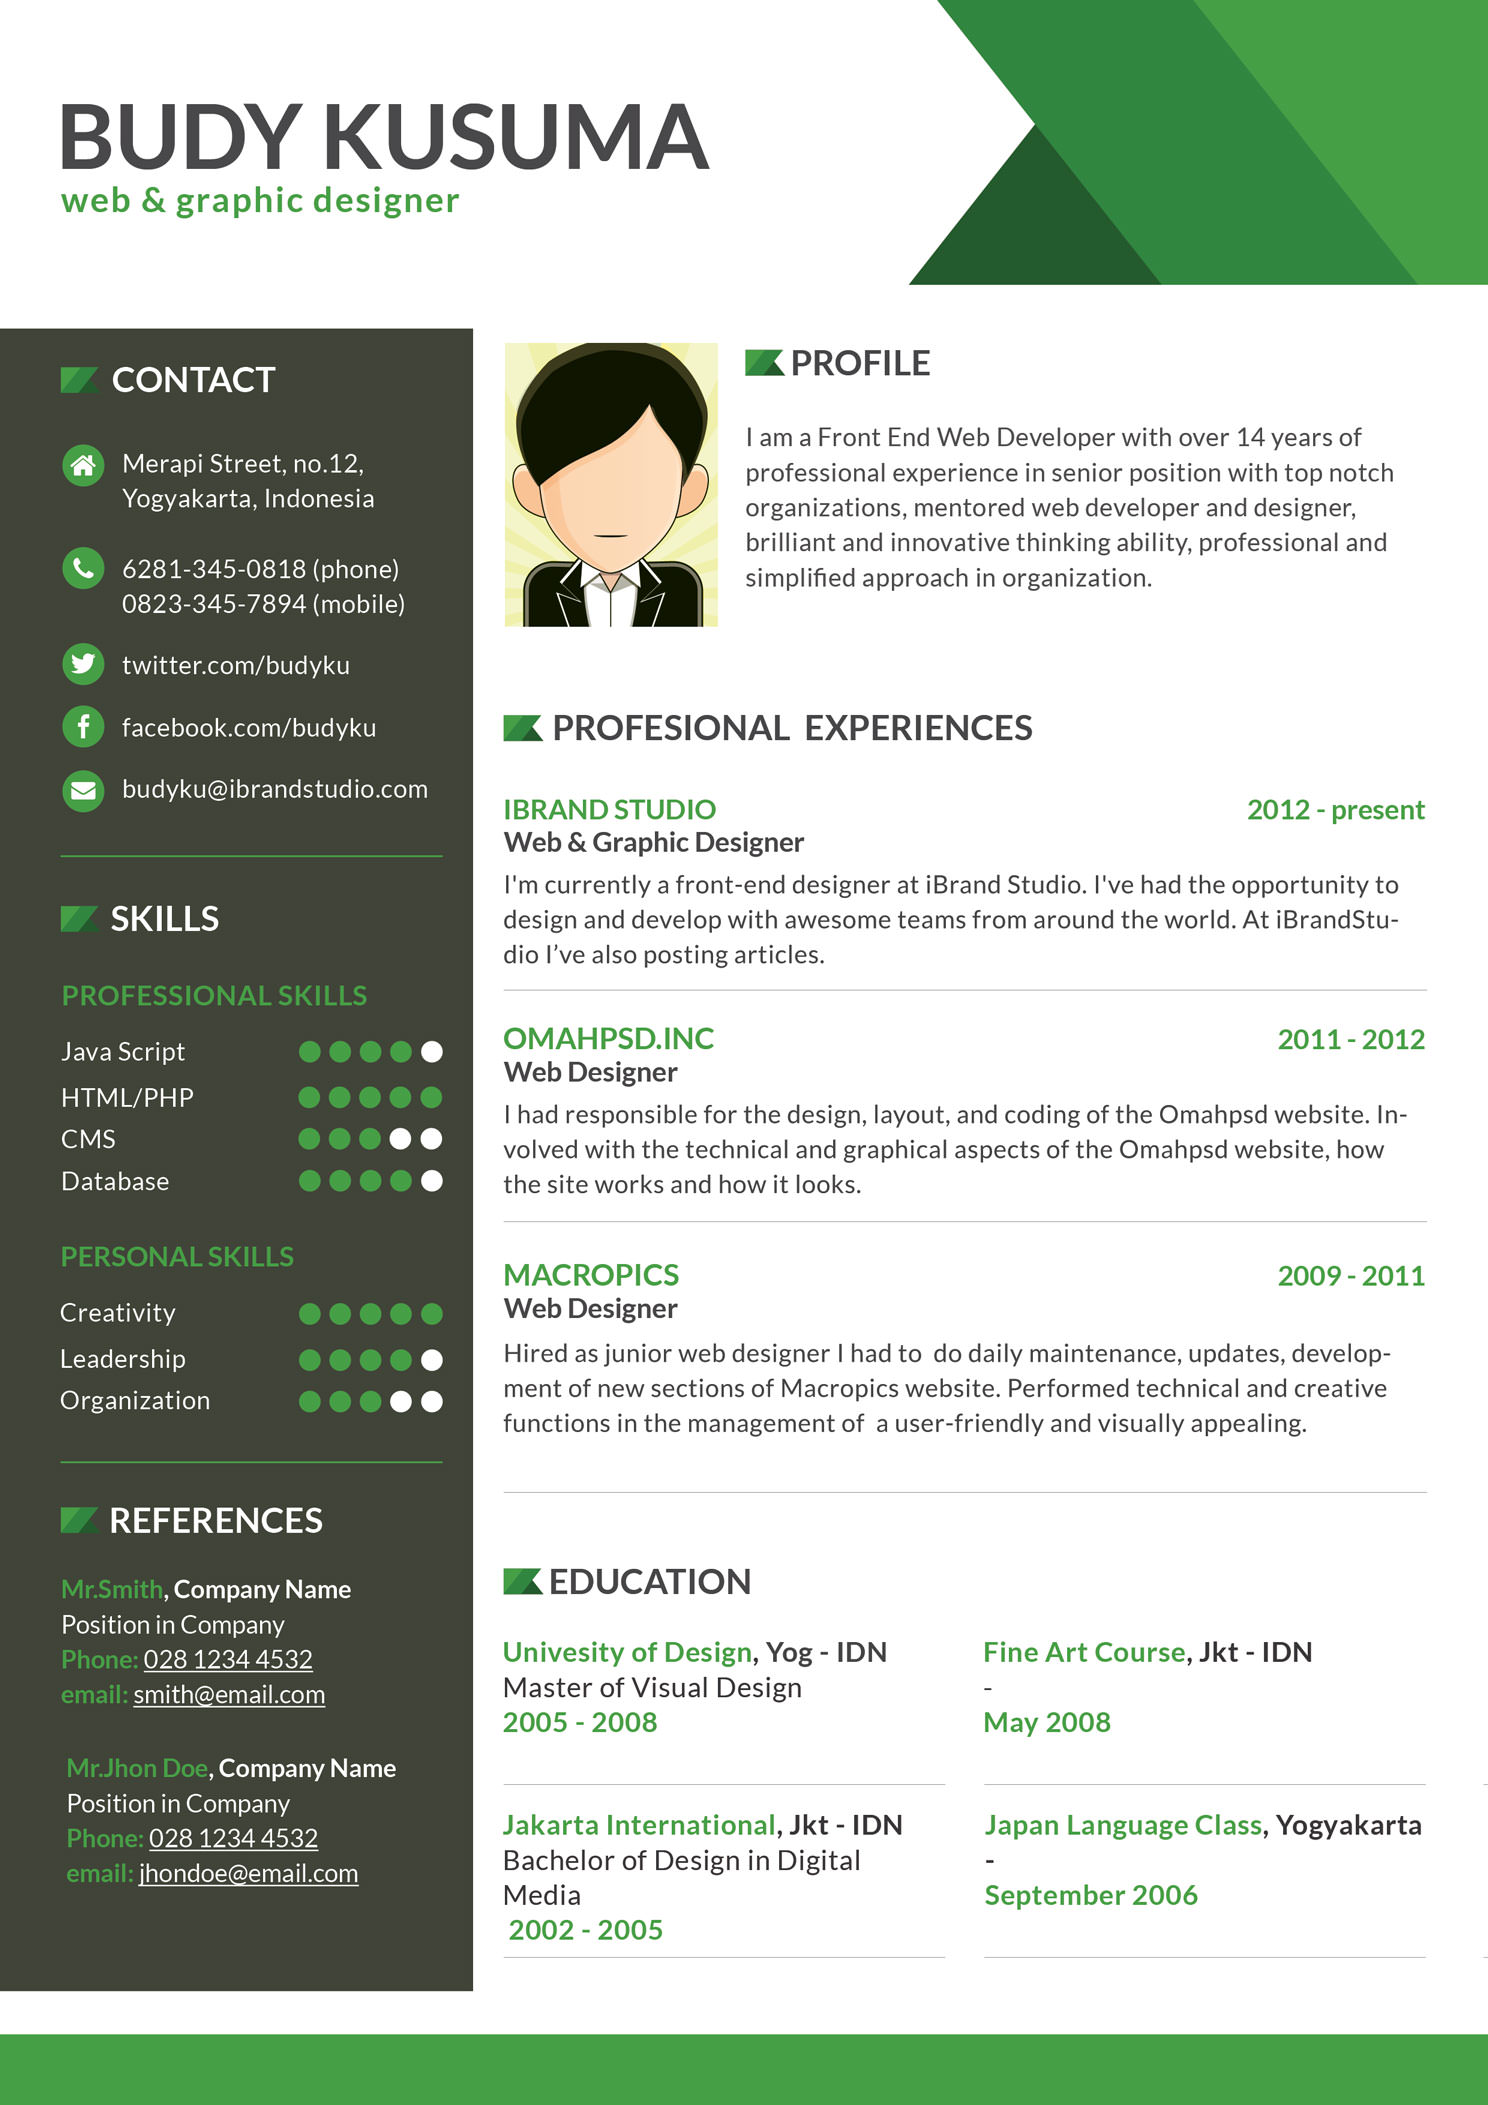 BUDY KUSUMA
web & graphic designer
CONTACT
Merapi Street, no.12,
Yogyakarta, Indonesia
6281-345-0818 (phone)
0823-345-7894 (mobile)
twitter.com/budyku
facebook.com/budyku
budyku@ibrandstudio.com
SKILLS
PROFESSIONAL SKILLS
Java Script
HTML/PHP
CMS
Database
PERSONAL SKILLS
Creativity
Leadership
Organization
REFERENCES
Mr.Smith, Company Name
Position in Company
Phone: 028 1234 4532
email: smith@email.com
Mr.Jhon Doe, Company Name
Position in Company
Phone: 028 1234 4532
email: jhondoe@email.com
PROFILE
I am a Front End Web Developer with over 14 years of
professional experience in senior position with top notch
organizations, mentored web developer and designer,
brilliant and innovative thinking ability, professional and
simplified approach in organization.
PROFESIONAL EXPERIENCES
IBRAND STUDIO 2012 - present
Web & Graphic Designer
I'm currently a front-end designer at iBrand Studio. I've had the opportunity to
design and develop with awesome teams from around the world. At iBrandStu-
dio I’ve also posting articles.
OMAHPSD.INC 2011 - 2012
Web Designer
I had responsible for the design, layout, and coding of the Omahpsd website. In-
volved with the technical and graphical aspects of the Omahpsd website, how
the site works and how it looks.
MACROPICS 2009 - 2011
Web Designer
Hired as junior web designer I had to do daily maintenance, updates, develop-
ment of new sections of Macropics website. Performed technical and creative
functions in the management of a user-friendly and visually appealing.
EDUCATION
Univesity of Design, Yog - IDN
Master of Visual Design
2005 - 2008
Fine Art Course, Jkt - IDN
-
May 2008
Jakarta International, Jkt - IDN
Bachelor of Design in Digital
Media
2002 - 2005
Japan Language Class, Yogyakarta
-
September 2006